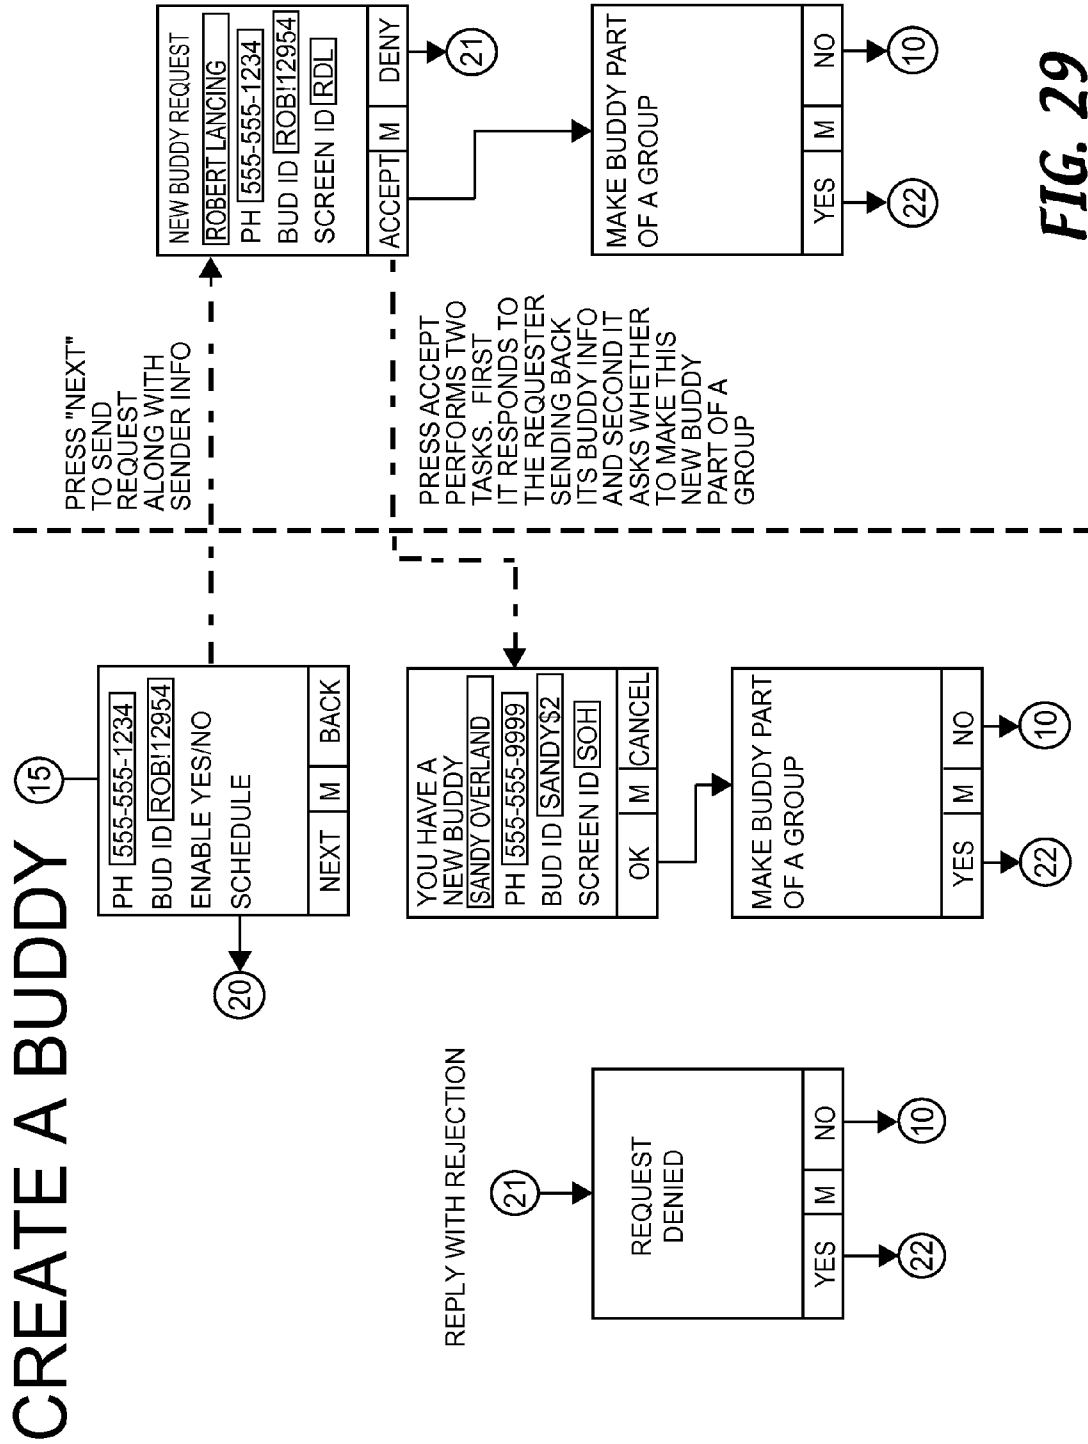 CREATE A BUDDY
15
PH 555-555-1234
BUD ID ROB!12954
ENABLE YES/NO
SCHEDULE
NEXT M BACK
20
PRESS "NEXT"
TO SEND
REQUEST
ALONG WITH
SENDER INFO
NEW BUDDY REQUEST
ROBERT LANCING
PH 555-555-1234
BUD ID ROB!12954
SCREEN ID RDL
ACCEPT M DENY
21
PRESS ACCEPT
PERFORMS TWO
TASKS. FIRST
IT RESPONDS TO
THE REQUESTER
SENDING BACK
ITS BUDDY INFO
AND SECOND IT
ASKS WHETHER
TO MAKE THIS
NEW BUDDY
PART OF A
GROUP
YOU HAVE A
NEW BUDDY
SANDY OVERLAND
PH 555-555-9999
BUD ID SANDY$2
SCREEN ID SOH
OK M CANCEL
MAKE BUDDY PART
OF A GROUP
YES M NO
22 10
MAKE BUDDY PART
OF A GROUP
YES M NO
22 10
REPLY WITH REJECTION
21
REQUEST
DENIED
YES M NO
22 10
FIG. 29